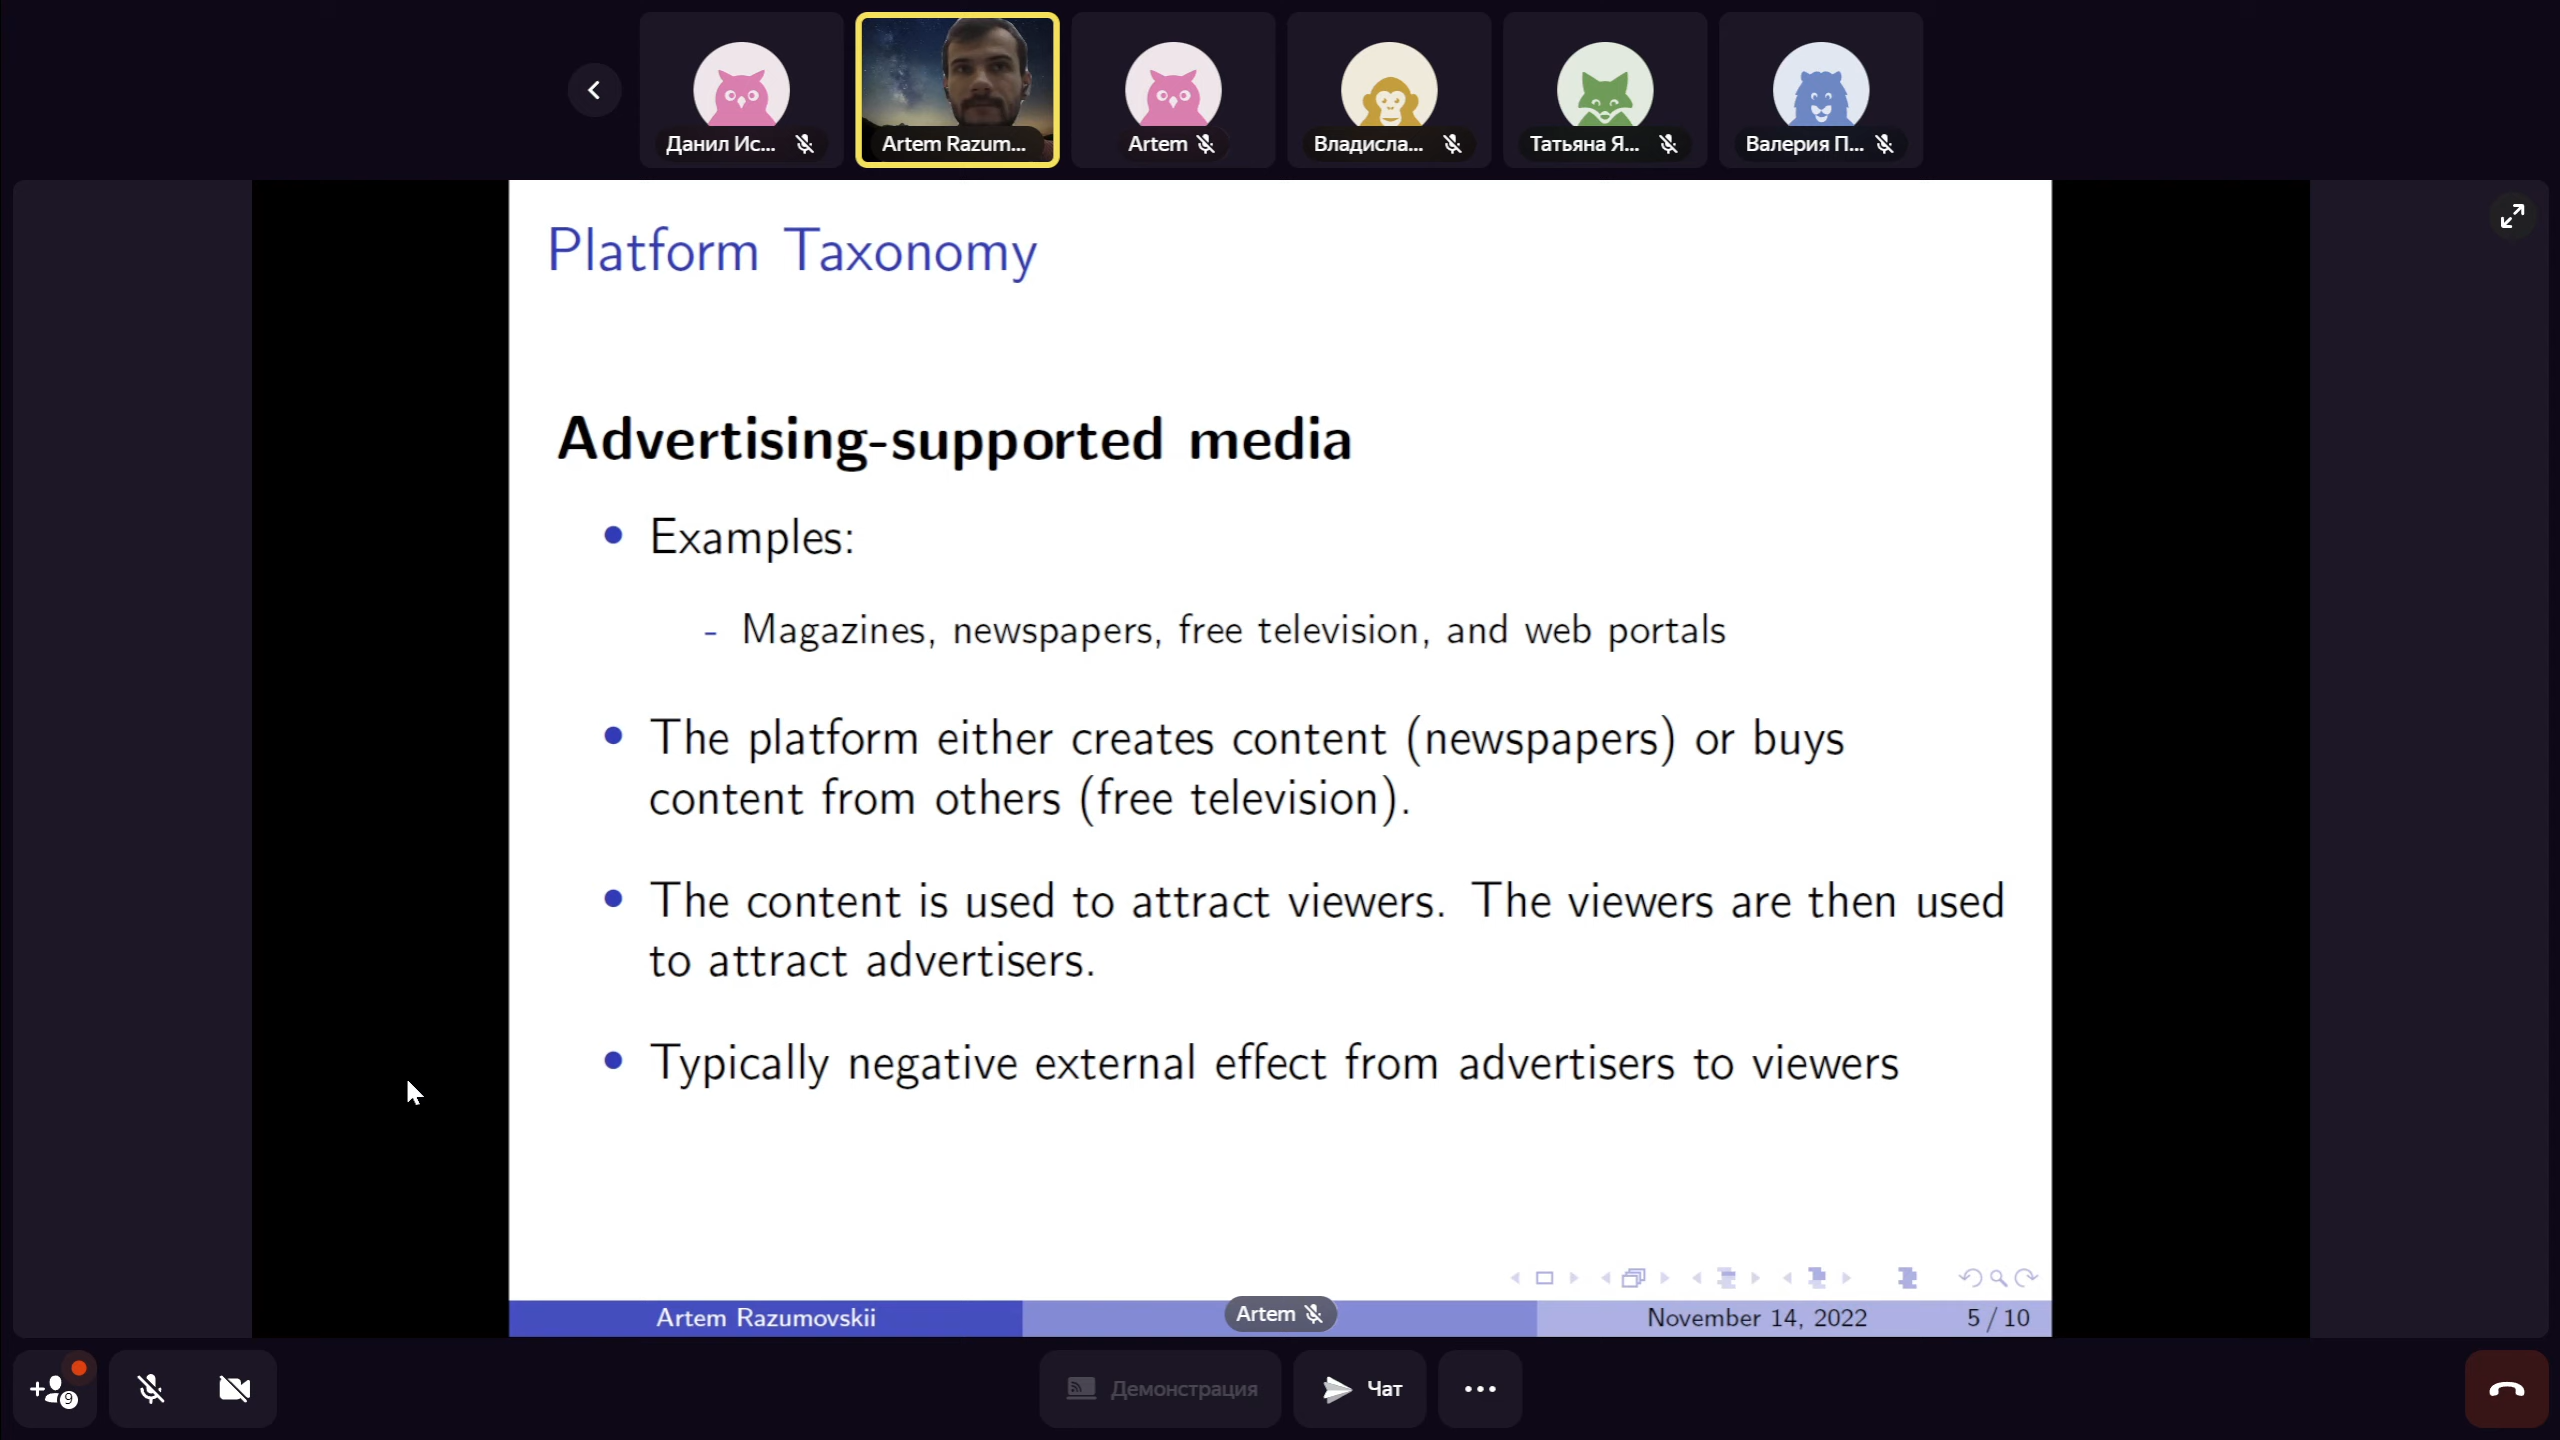 Данил Ис...
Artem Razum...
Artem
Владисла...
Татьяна Я...
Валерия П...
Platform Taxonomy
Advertising-supported media
• Examples:
- Magazines, newspapers, free television, and web portals
• The platform either creates content (newspapers) or buys
content from others (free television).
• The content is used to attract viewers. The viewers are then used
to attract advertisers.
• Typically negative external effect from advertisers to viewers
Artem Razumovskii
Artem
November 14, 2022
5 / 10
9
Демонстрация
Чат